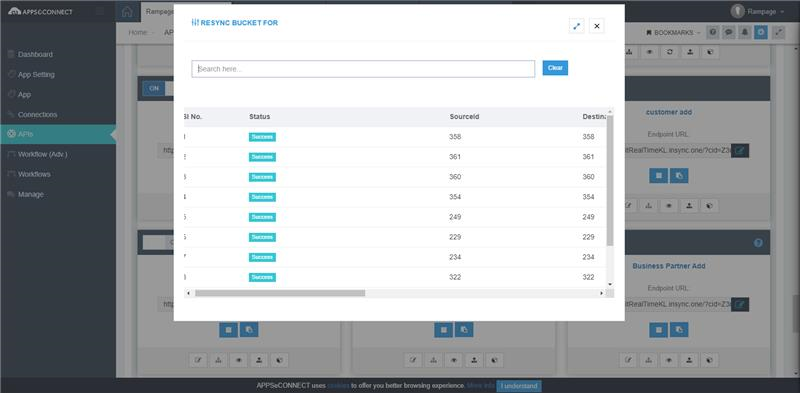 APPSeCONNECT
Rampage
Rampage
Home
BOOKMARKS
Dashboard
App Setting
App
Connections
APIs
Workflow (Adv.)
Workflows
Manage
RESYNC BUCKET FOR
Search here...
Clear
Sl No. Status SourceId Destina
1 Success 358 358
2 Success 361 361
3 Success 360 360
4 Success 354 354
5 Success 249 249
6 Success 229 229
7 Success 234 234
8 Success 322 322
ON
customer add
Endpoint URL:
itRealTimeKL.insync.one/?cid=Z3
Business Partner Add
Endpoint URL:
itRealTimeKL.insync.one/?cid=Z3
APPSeCONNECT uses cookies to offer you better browsing experience. More info I understand